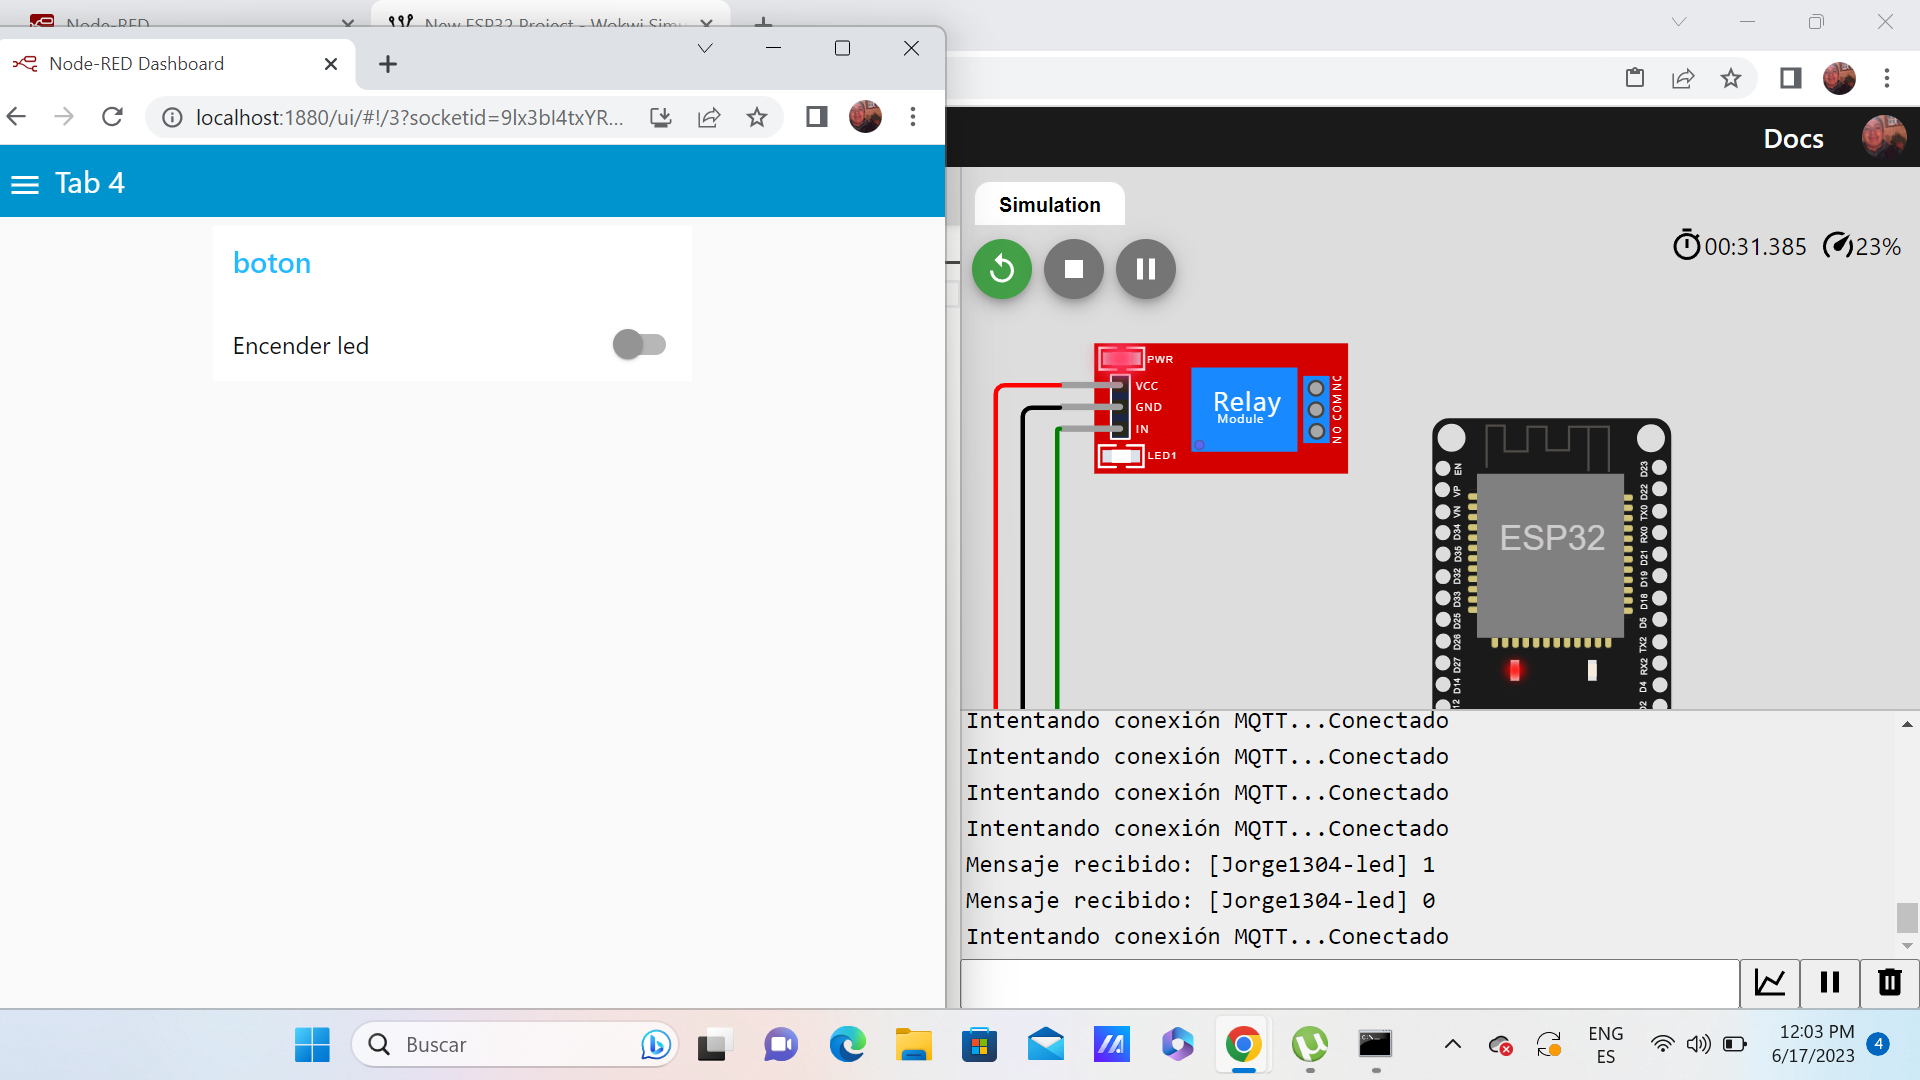 Node-RED
New ESP32 Project - Wokwi Sim
Node-RED Dashboard
localhost:1880/ui/#!/3?socketid=9lx3bI4txYR...
Docs
Tab 4
boton
Encender led
Simulation
00:31.385
23%
PWR
VCC
GND
IN
LED1
Relay
Module
NO COM NC
ESP32
EN
VP
VN
D34
D35
D32
D33
D25
D26
D27
D14
12
D23
D22
TX0
RX0
D21
D19
D18
D5
TX2
RX2
D4
D2
Intentando conexión MQTT...Conectado
Intentando conexión MQTT...Conectado
Intentando conexión MQTT...Conectado
Intentando conexión MQTT...Conectado
Mensaje recibido: [Jorge1304-led] 1
Mensaje recibido: [Jorge1304-led] 0
Intentando conexión MQTT...Conectado
Buscar
ENG
ES
12:03 PM
6/17/2023
4